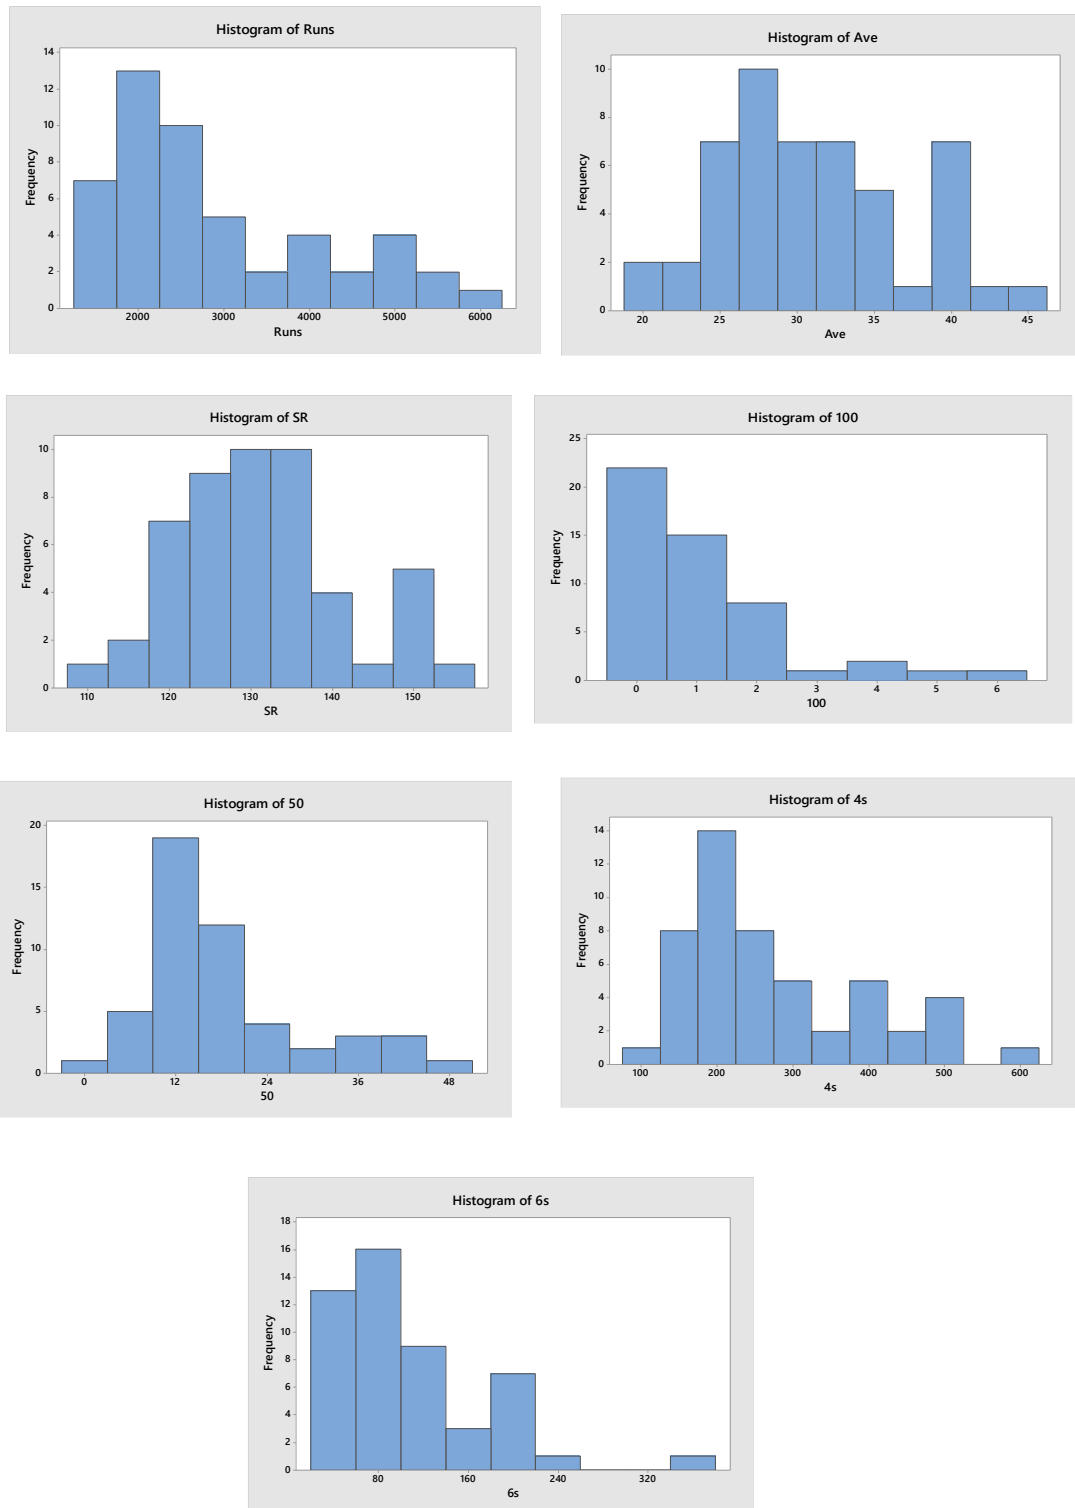 Histogram of Runs
14
12
10
8
6
4
2
0
Frequency
2000 3000 4000 5000 6000
Runs
Histogram of Ave
10
8
6
4
2
0
Frequency
20 25 30 35 40 45
Ave
Histogram of SR
10
8
6
4
2
0
Frequency
110 120 130 140 150
SR
Histogram of 100
25
20
15
10
5
0
Frequency
0 1 2 3 4 5 6
100
Histogram of 50
20
15
10
5
0
Frequency
0 12 24 36 48
50
Histogram of 4s
14
12
10
8
6
4
2
0
Frequency
100 200 300 400 500 600
4s
Histogram of 6s
18
16
14
12
10
8
6
4
2
0
Frequency
80 160 240 320
6s